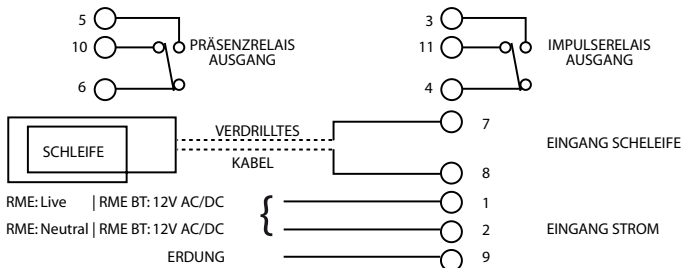 5
10
PRÄSENZRELAIS
AUSGANG
6
3
11
IMPULSERELAIS
AUSGANG
4
SCHLEIFE
VERDRILLTES
KABEL
7
EINGANG SCHELEIFE
8
RME: Live | RME BT: 12V AC/DC
1
RME: Neutral | RME BT: 12V AC/DC
2
EINGANG STROM
ERDUNG
9